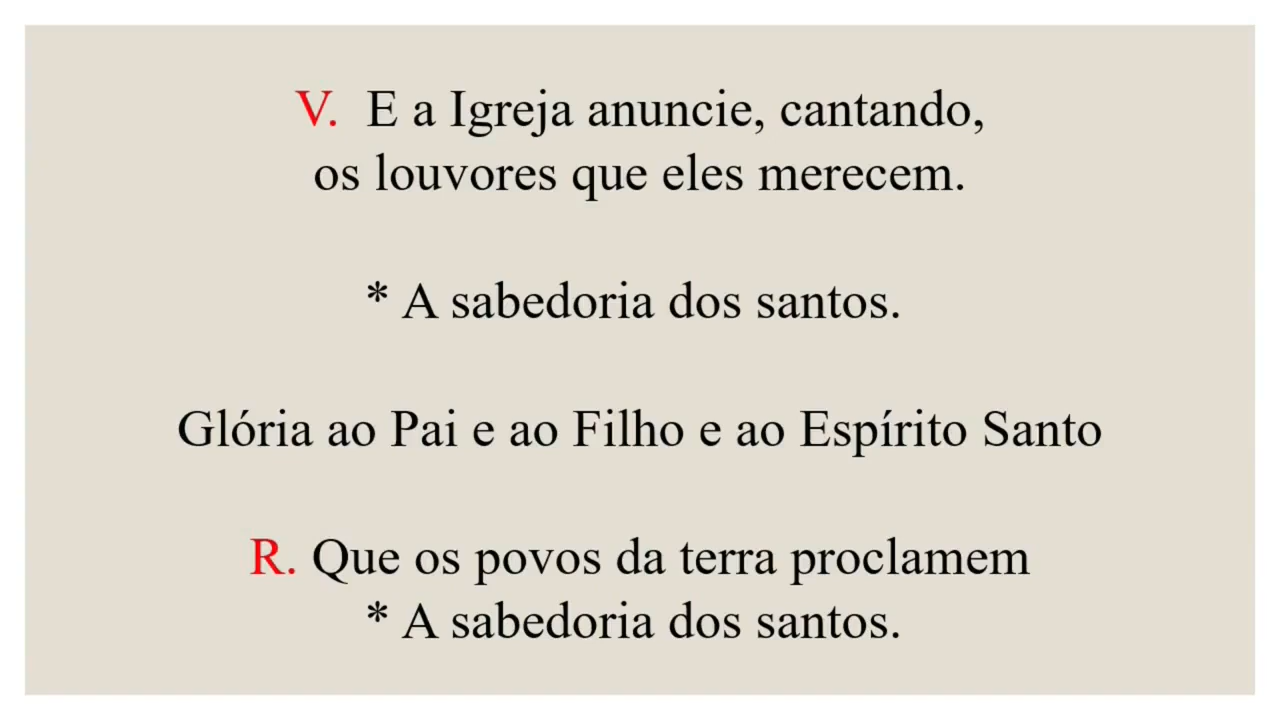 V. E a Igreja anuncie, cantando,
os louvores que eles merecem.
* A sabedoria dos santos.
Glória ao Pai e ao Filho e ao Espírito Santo
R. Que os povos da terra proclamem
* A sabedoria dos santos.